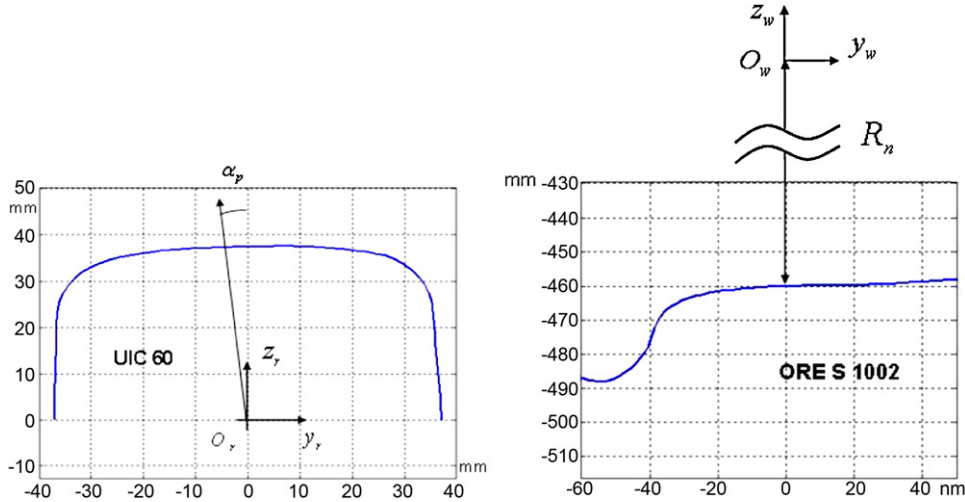 z_w
O_w
y_w
R_n
α_p
50
mm
40
30
20
10
0
-10
UIC 60
z_r
O_r
y_r
mm
-40 -30 -20 -10 0 10 20 30 40
mm -430
-440
-450
-460
-470
-480
-490
-500
-510
ORE S 1002
-60 -40 -20 0 20 40 nm